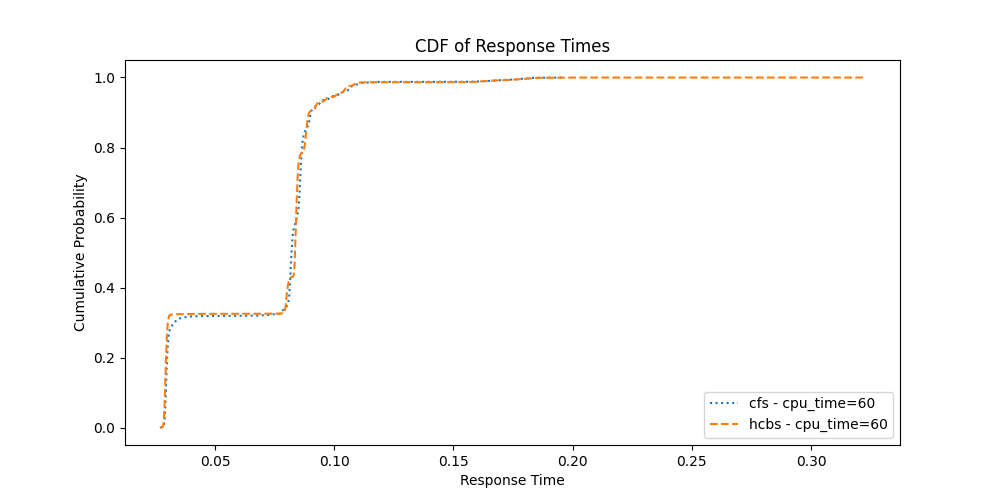 CDF of Response Times
Cumulative Probability
1.0
0.8
0.6
0.4
0.2
0.0
0.05
0.10
0.15
0.20
0.25
0.30
Response Time
cfs - cpu_time=60
hcbs - cpu_time=60